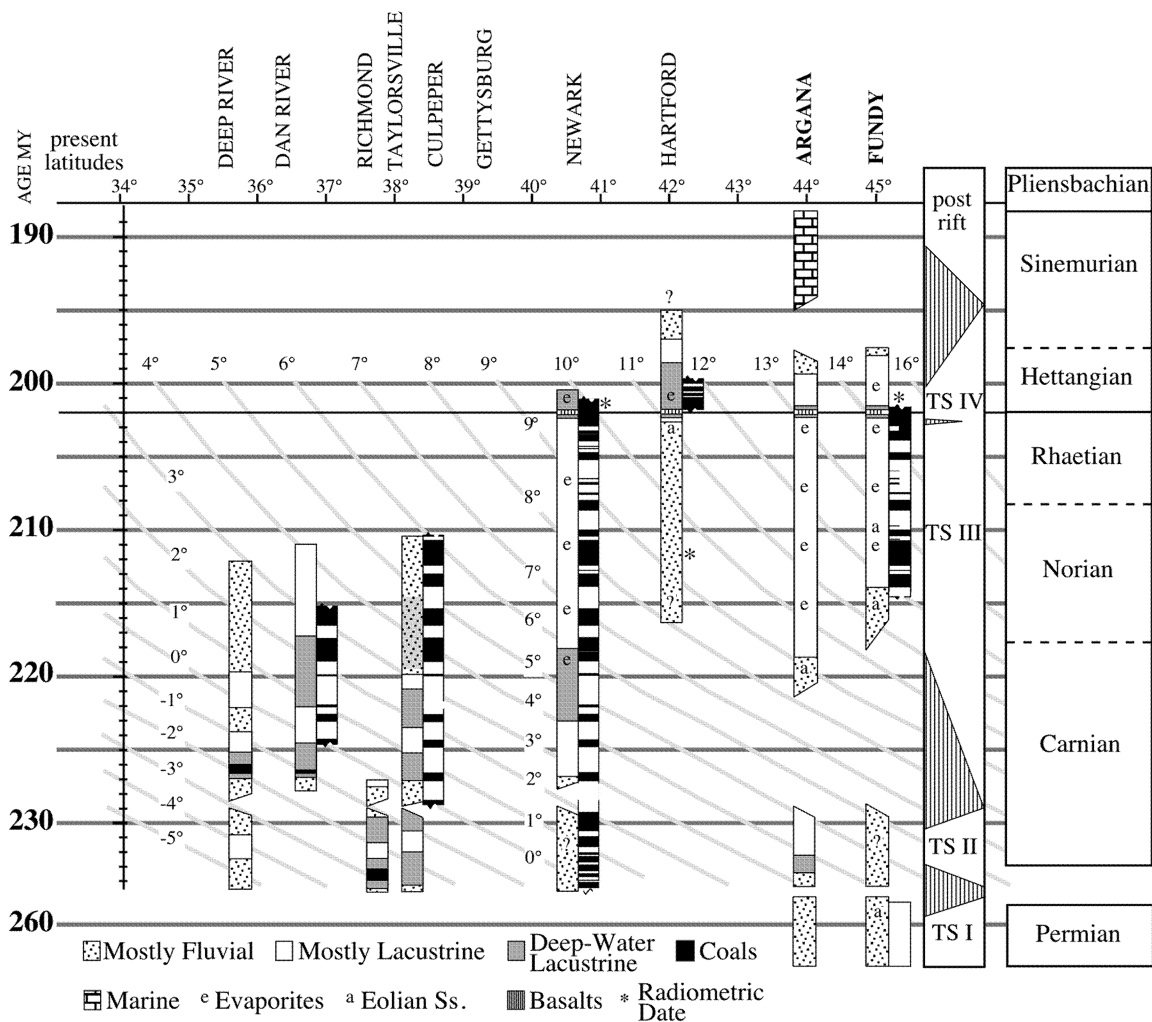 DEEP RIVER
DAN RIVER
RICHMOND
TAYLORSVILLE
CULPEPER
GETTYSBURG
NEWARK
HARTFORD
ARGANA
FUNDY
AGE MY
present
latitudes
34° 35° 36° 37° 38° 39° 40° 41° 42° 43° 44° 45°
190
200
210
220
230
260
4° 5° 6° 7° 8° 9° 10° 11° 12° 13° 14° 15° 16°
3°
2°
1°
0°
-1°
-2°
-3°
-4°
-5°
9°
8°
7°
6°
5°
4°
3°
2°
1°
0°
e *
e
e
e
e
?
?
e
a
*
?
e
e
e
e
a
e *
e
e
a
e
a
?
a
post
rift
TS IV
TS III
TS II
TS I
Pliensbachian
Sinemurian
Hettangian
Rhaetian
Norian
Carnian
Permian
Mostly Fluvial Mostly Lacustrine Deep-Water
Lacustrine Coals
Marine e Evaporites a Eolian Ss. Basalts * Radiometric
Date